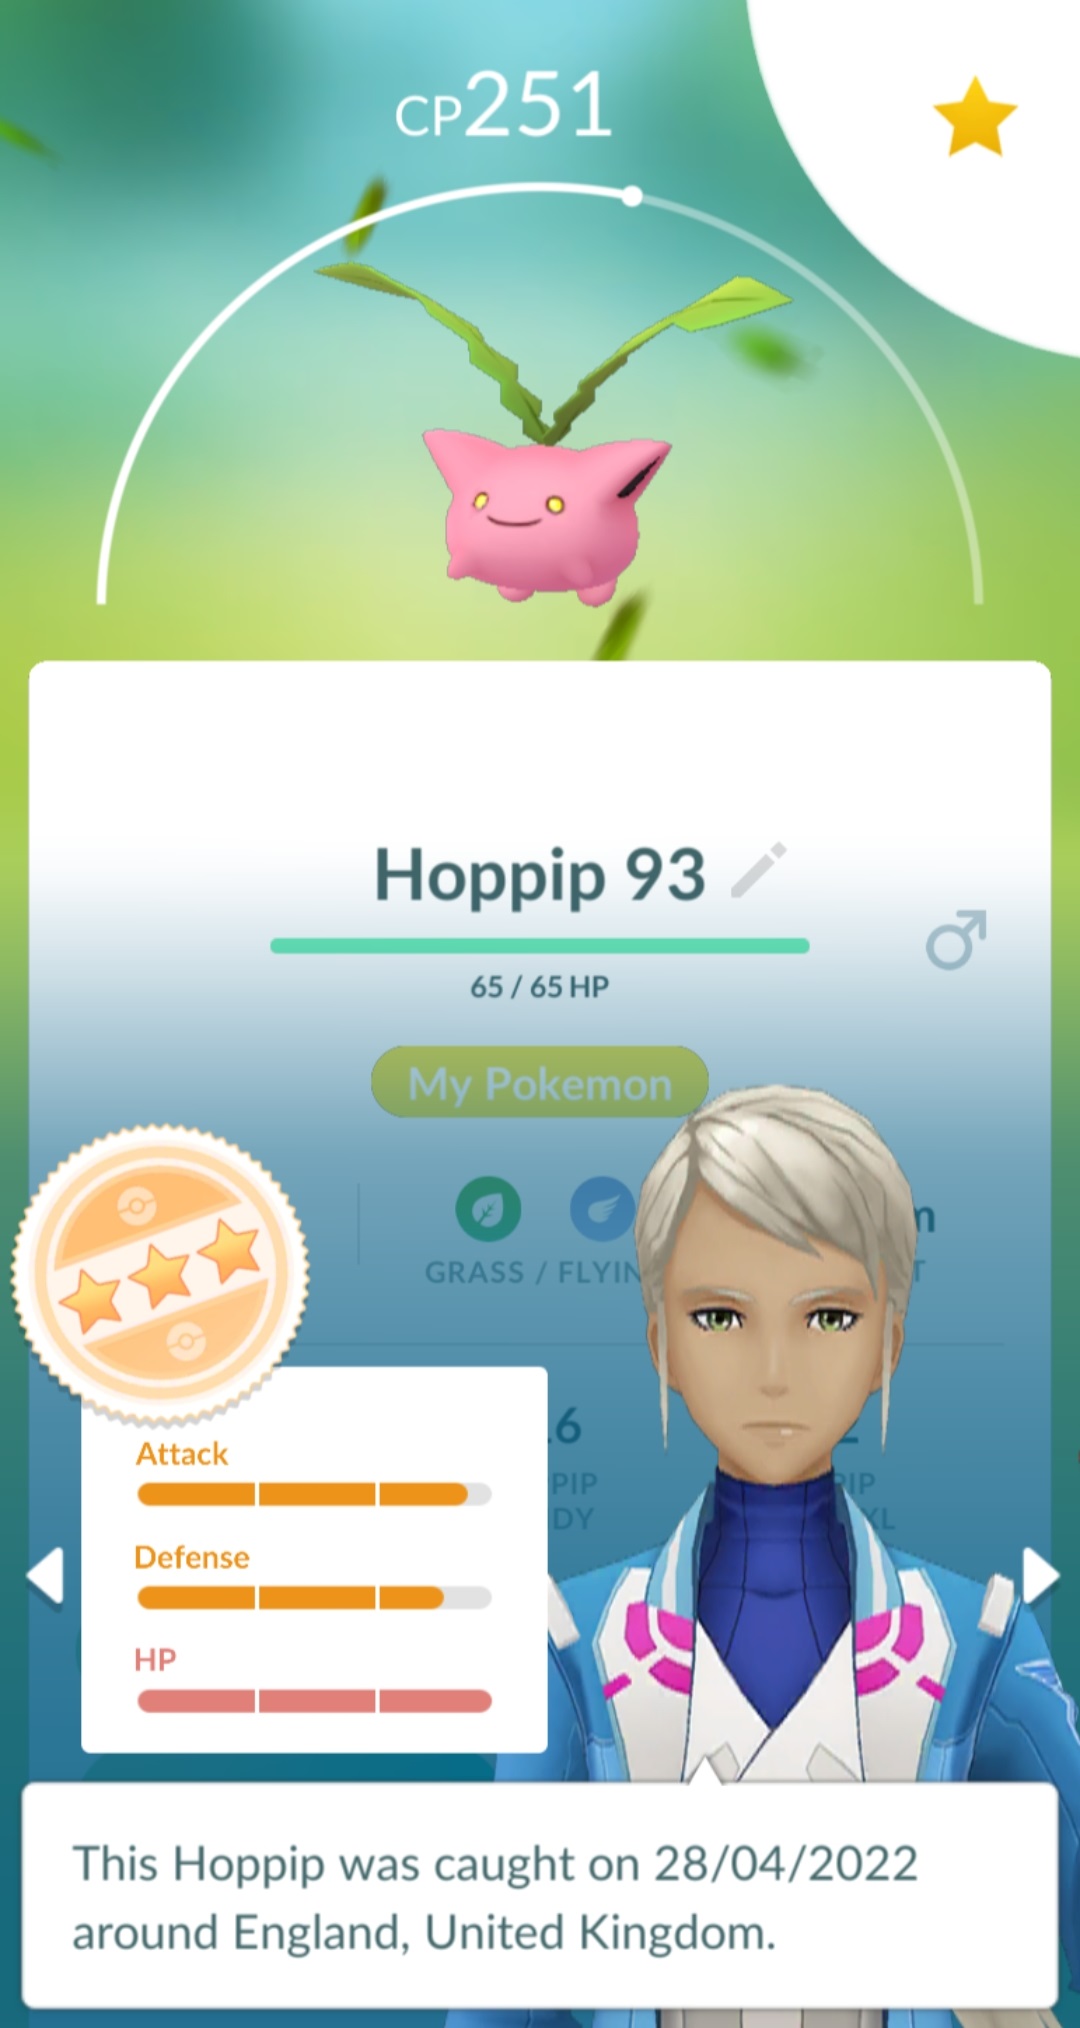 CP251
Hoppip 93
65 / 65 HP
My Pokemon
GRASS / FLYIN
Attack
Defense
HP
This Hoppip was caught on 28/04/2022
around England, United Kingdom.